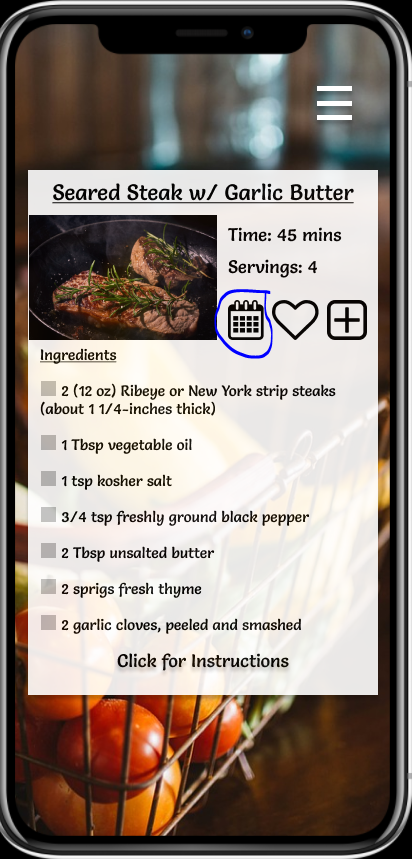 Seared Steak w/ Garlic Butter
Time: 45 mins
Servings: 4
Ingredients
2 (12 oz) Ribeye or New York strip steaks
(about 1 1/4-inches thick)
1 Tbsp vegetable oil
1 tsp kosher salt
3/4 tsp freshly ground black pepper
2 Tbsp unsalted butter
2 sprigs fresh thyme
2 garlic cloves, peeled and smashed
Click for Instructions